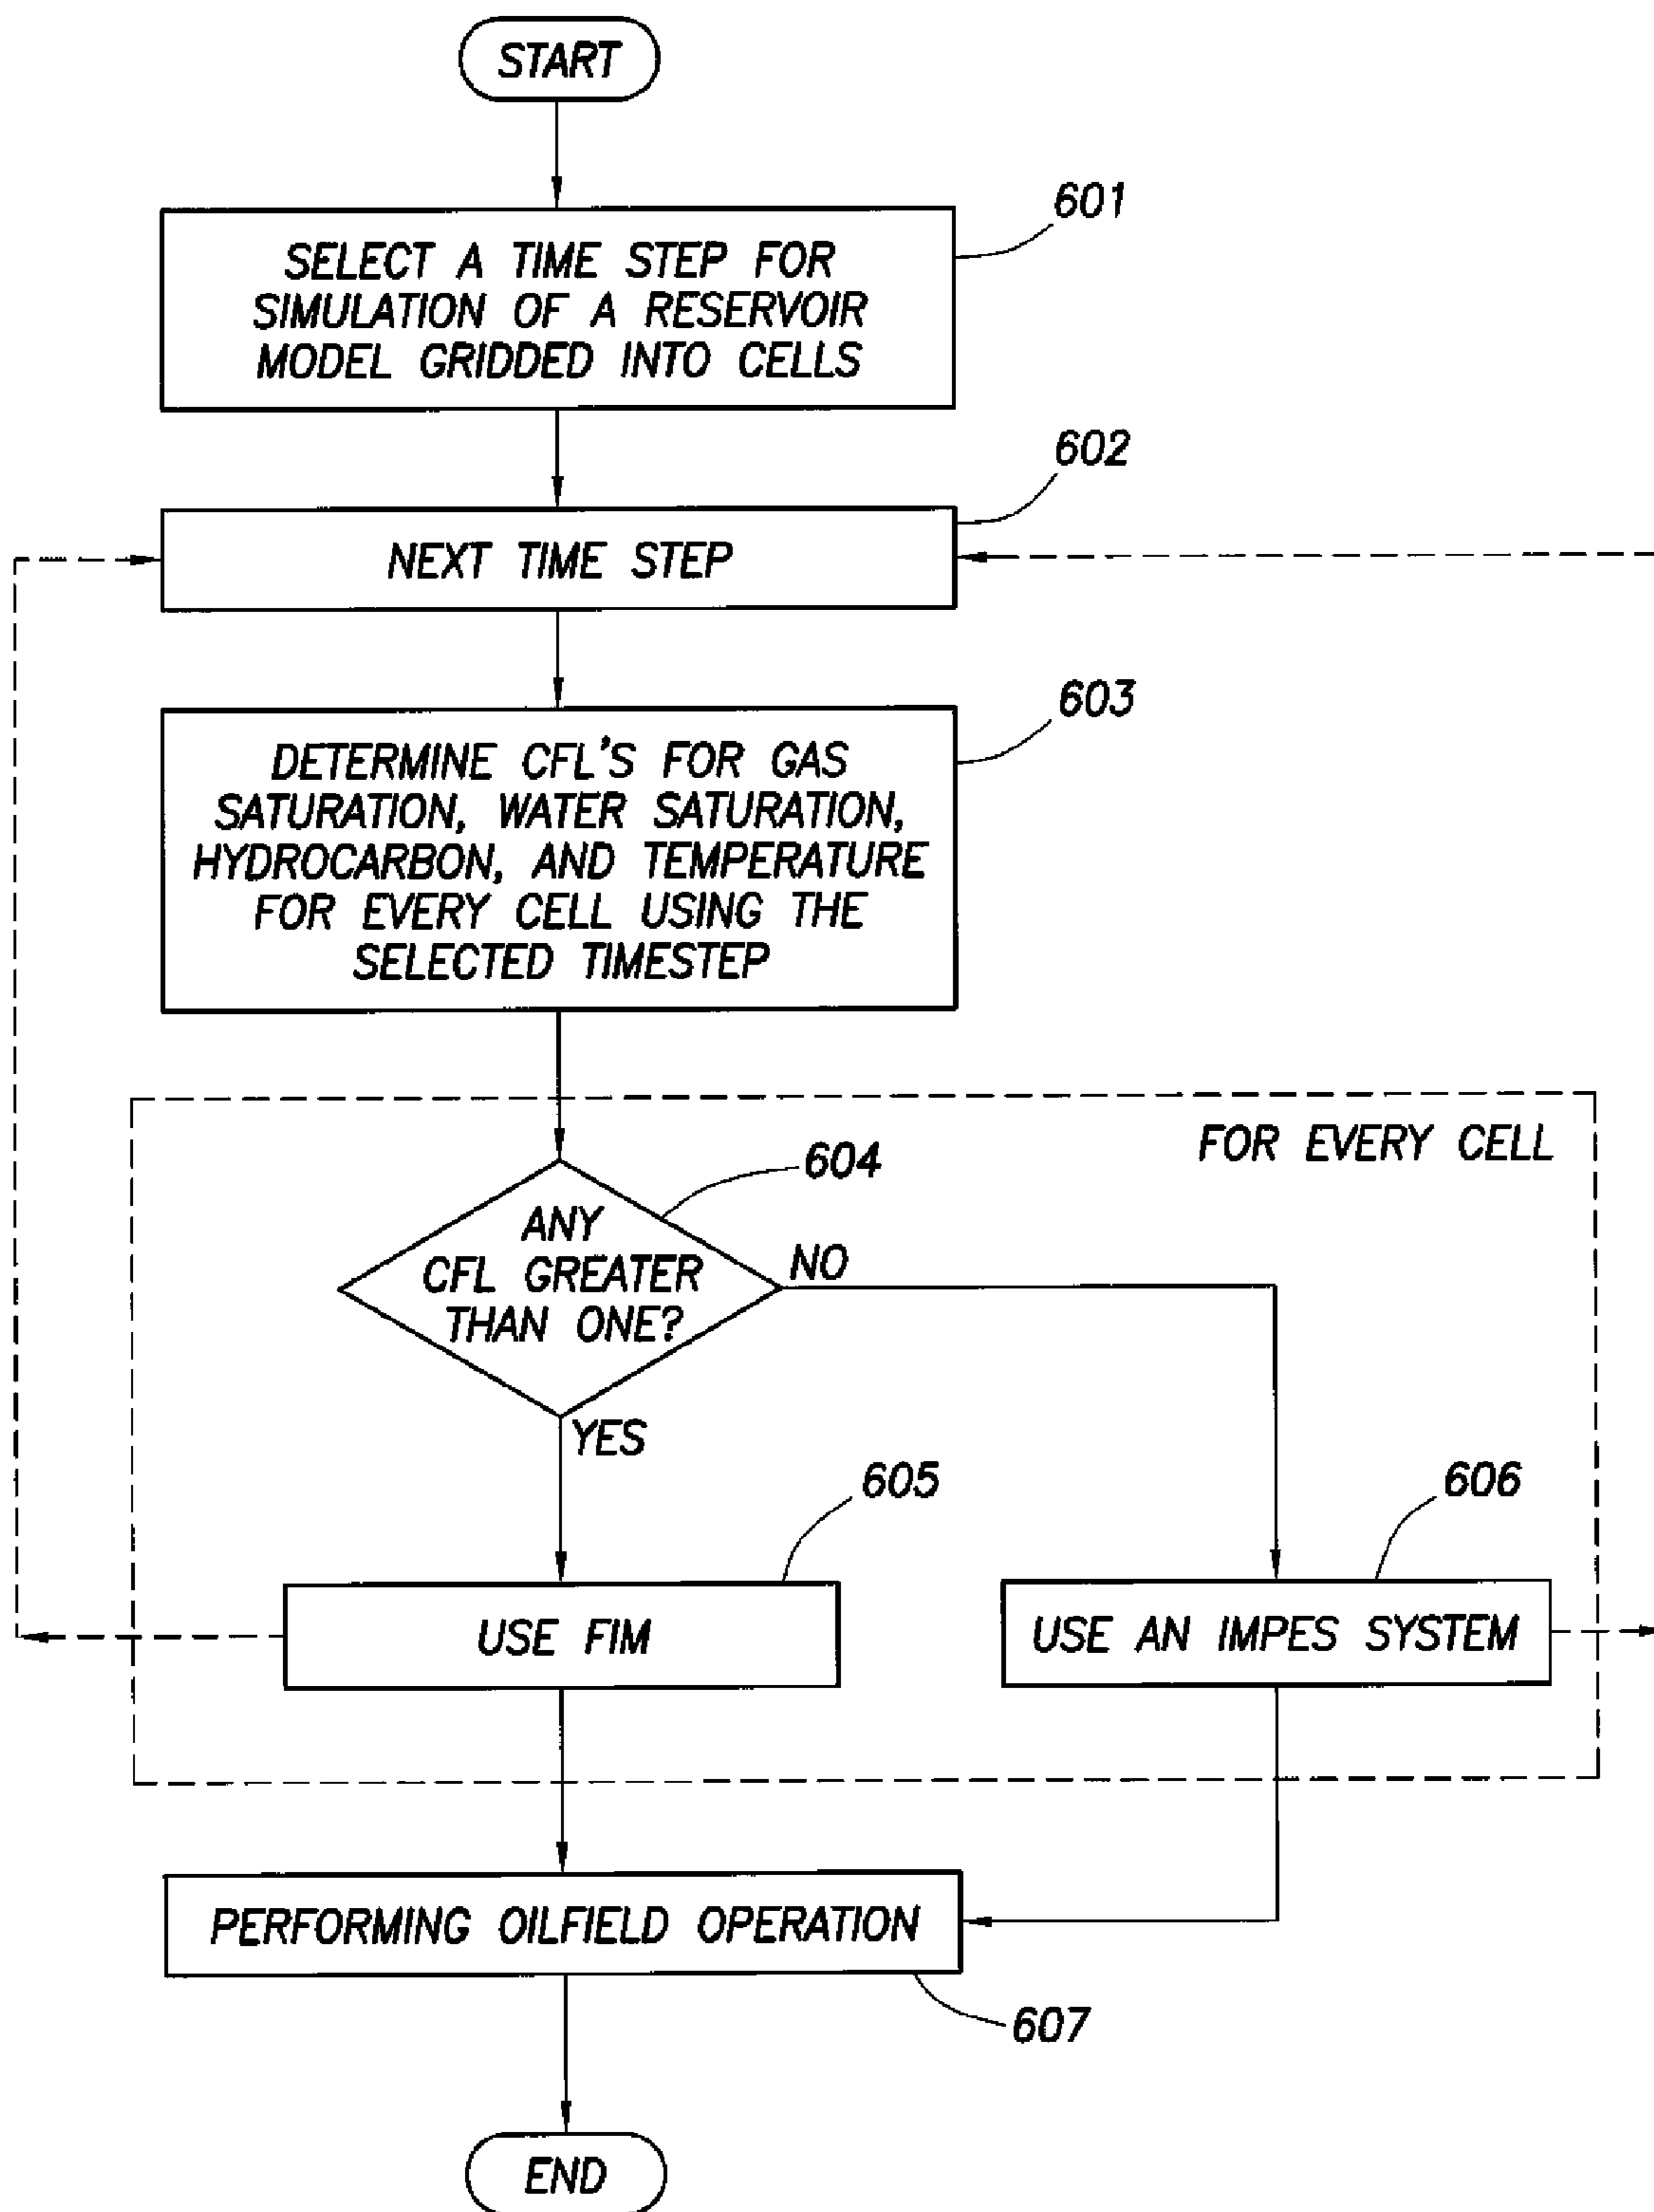 START
601
SELECT A TIME STEP FOR
SIMULATION OF A RESERVOIR
MODEL GRIDDED INTO CELLS
602
NEXT TIME STEP
603
DETERMINE CFL'S FOR GAS
SATURATION, WATER SATURATION,
HYDROCARBON, AND TEMPERATURE
FOR EVERY CELL USING THE
SELECTED TIMESTEP
FOR EVERY CELL
604
ANY
CFL GREATER
THAN ONE?
NO
YES
605
606
USE FIM
USE AN IMPES SYSTEM
PERFORMING OILFIELD OPERATION
607
END